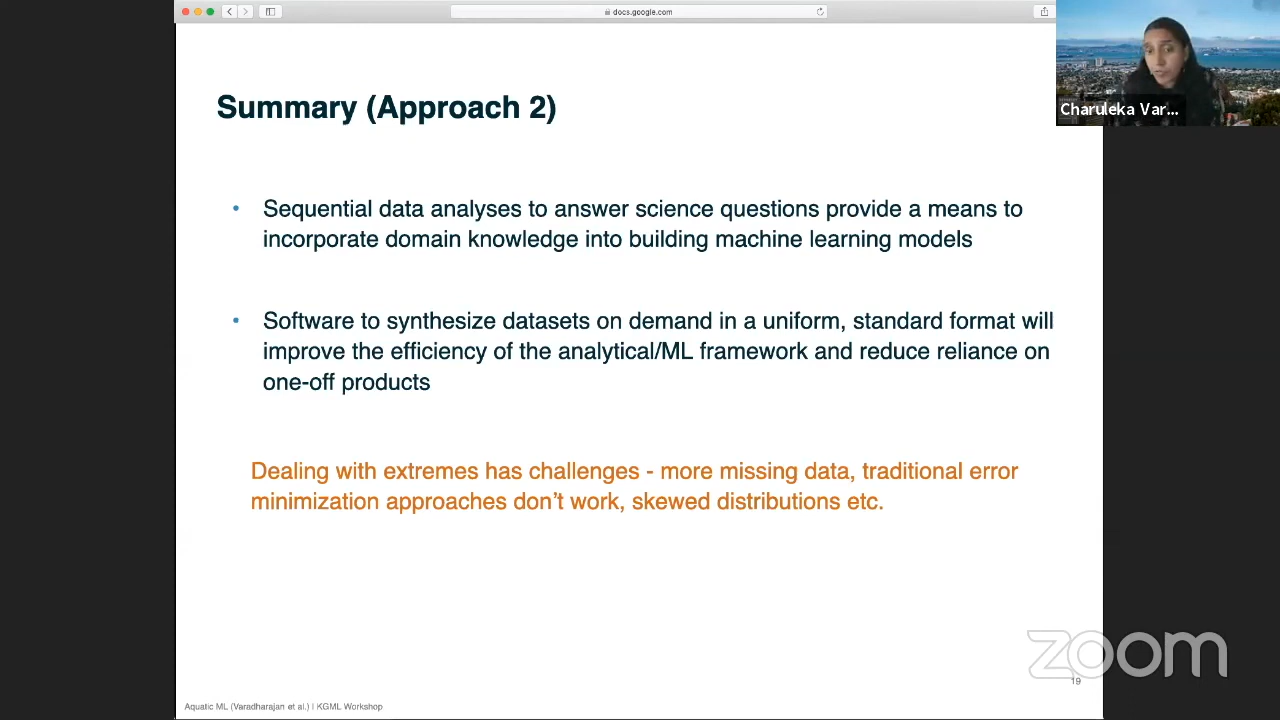 docs.google.com
Charuleka Var...
Summary (Approach 2)
• Sequential data analyses to answer science questions provide a means to
incorporate domain knowledge into building machine learning models
• Software to synthesize datasets on demand in a uniform, standard format will
improve the efficiency of the analytical/ML framework and reduce reliance on
one-off products
Dealing with extremes has challenges - more missing data, traditional error
minimization approaches don't work, skewed distributions etc.
zoom
19
Aquatic ML (Varadharajan et al.) | KGML Workshop